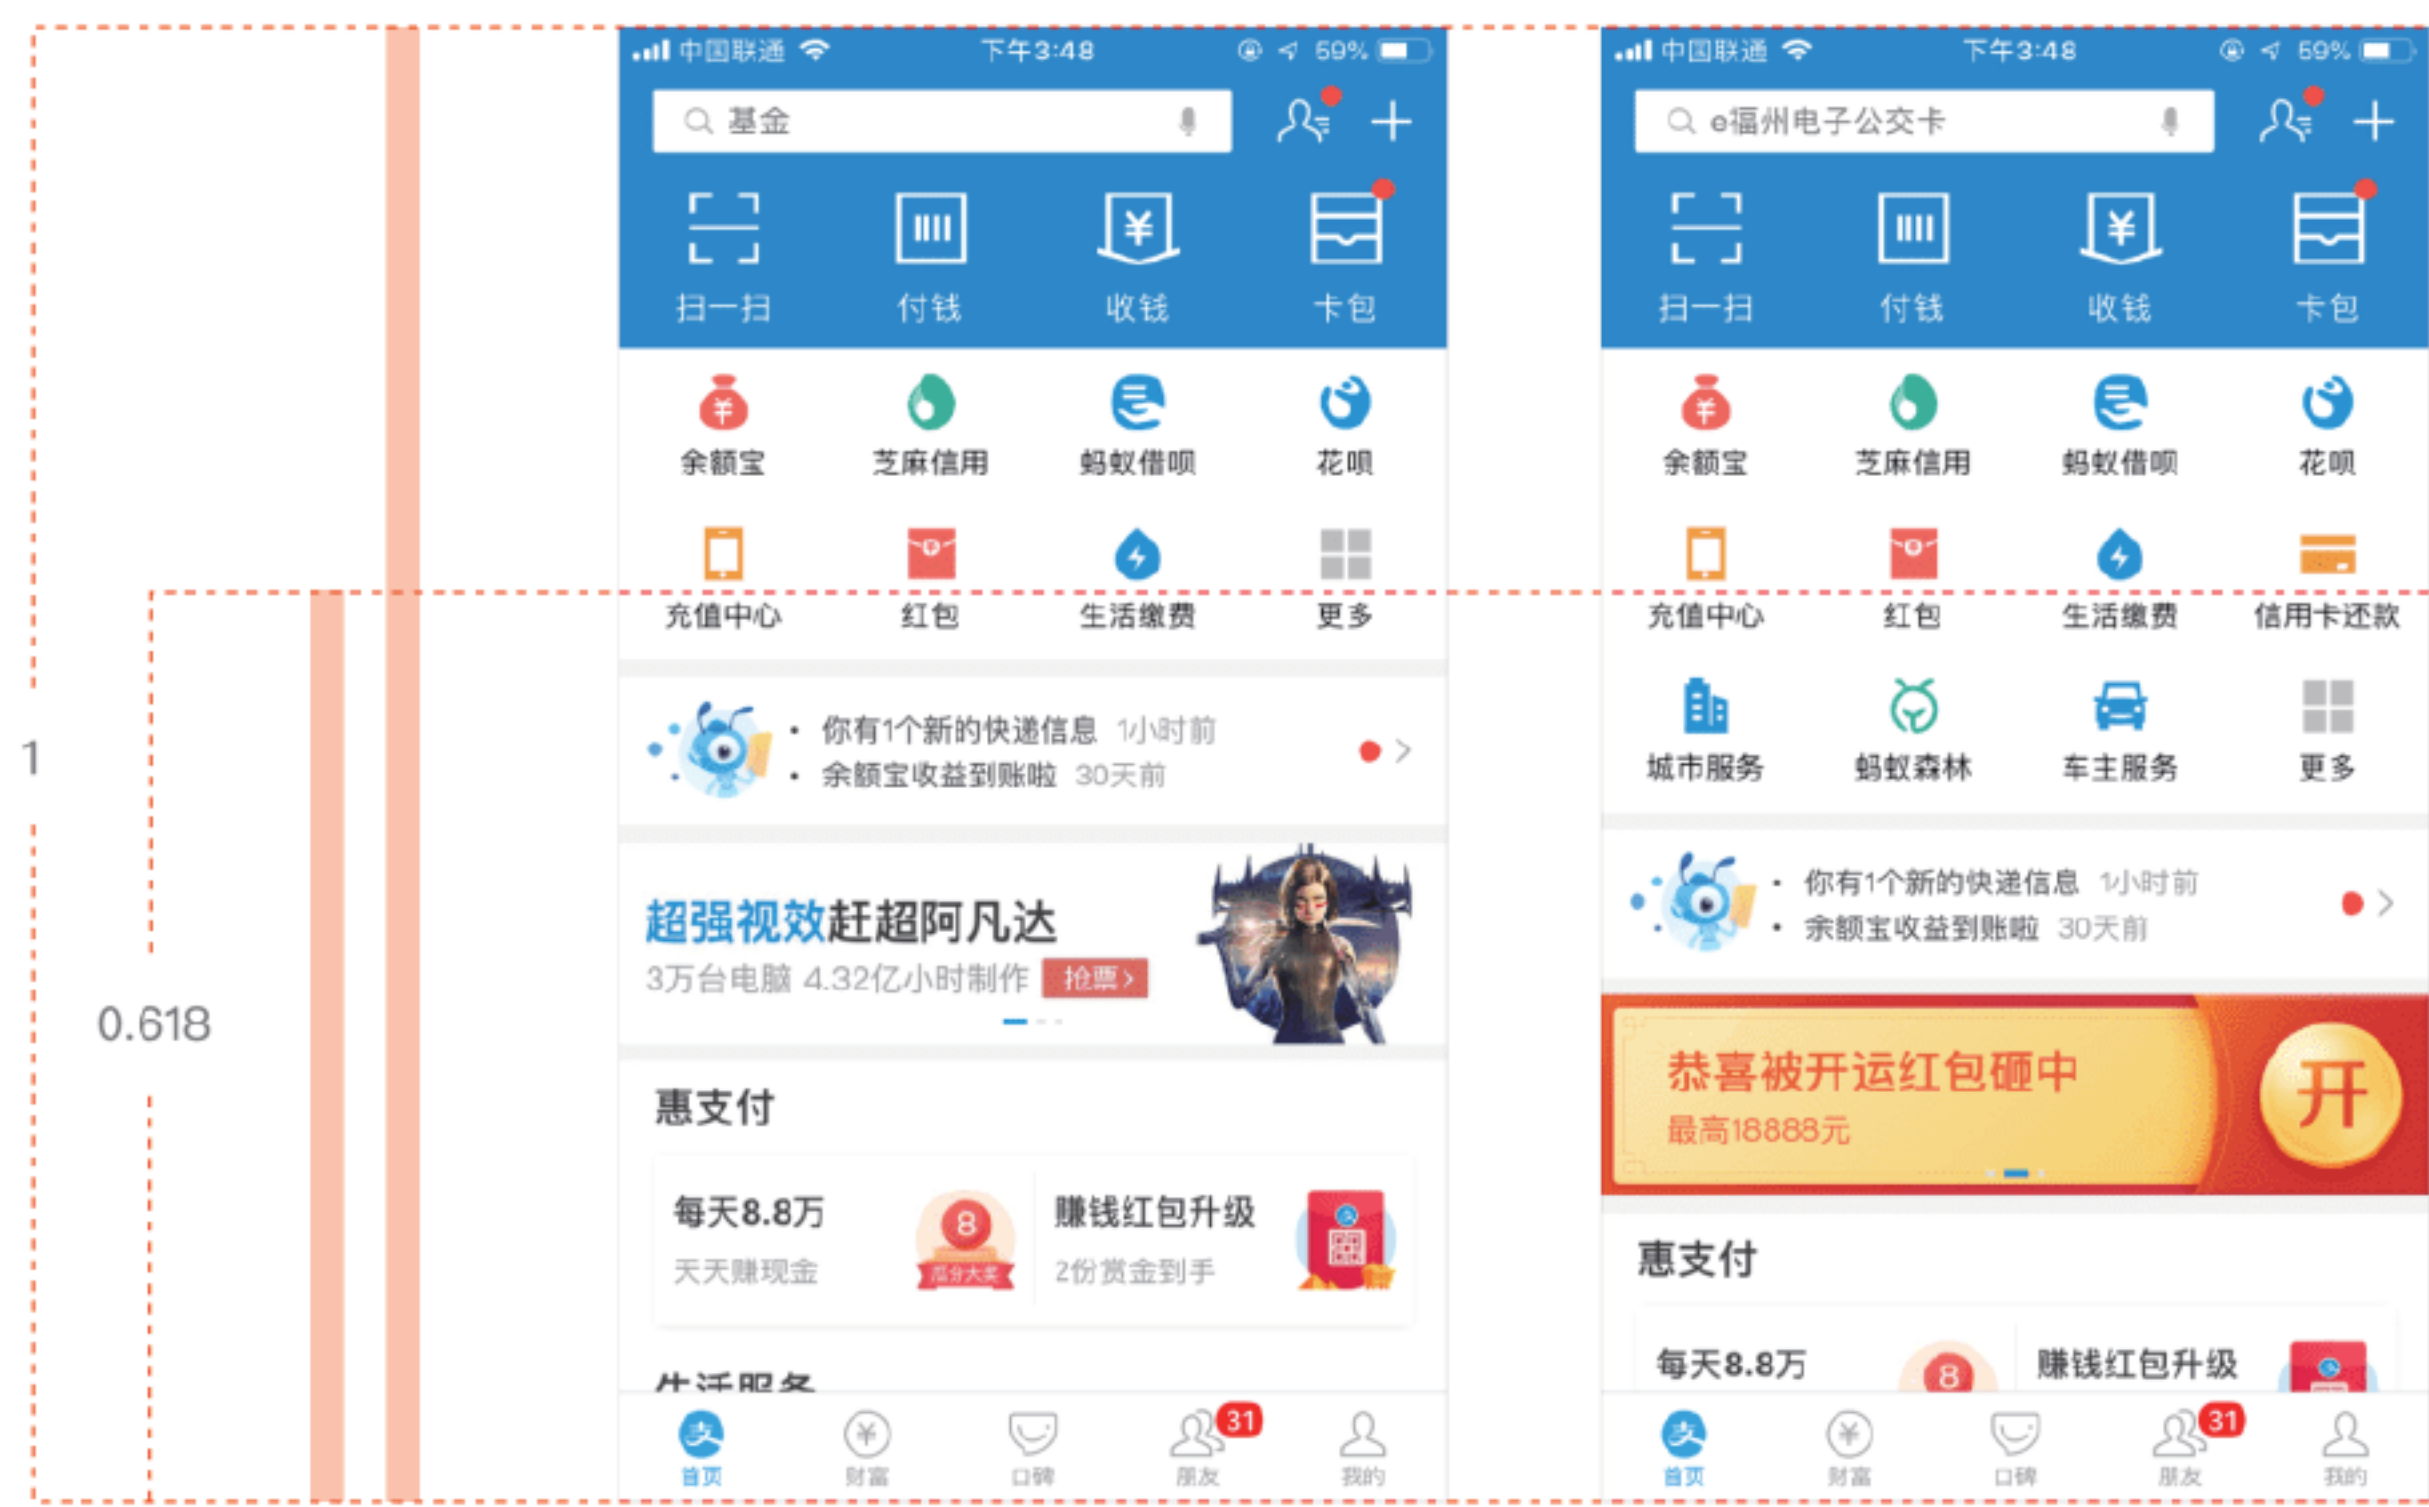 1
0.618
中国联通 下午3:48 59%
基金
扫一扫 付钱 收钱 卡包
余额宝 芝麻信用 蚂蚁借呗 花呗
充值中心 红包 生活缴费 更多
• 你有1个新的快递信息 1小时前
• 余额宝收益到账啦 30天前
超强视效赶超阿凡达
3万台电脑 4.32亿小时制作 抢票>
惠支付
每天8.8万 赚钱红包升级
天天赚现金 2份赏金到手
8
瓜分大奖
生活服务
31
首页 财富 口碑 朋友 我的
中国联通 下午3:48 59%
e福州电子公交卡
扫一扫 付钱 收钱 卡包
余额宝 芝麻信用 蚂蚁借呗 花呗
充值中心 红包 生活缴费 信用卡还款
城市服务 蚂蚁森林 车主服务 更多
• 你有1个新的快递信息 1小时前
• 余额宝收益到账啦 30天前
恭喜被开运红包砸中
最高18888元
开
惠支付
每天8.8万 赚钱红包升级
8
31
首页 财富 口碑 朋友 我的